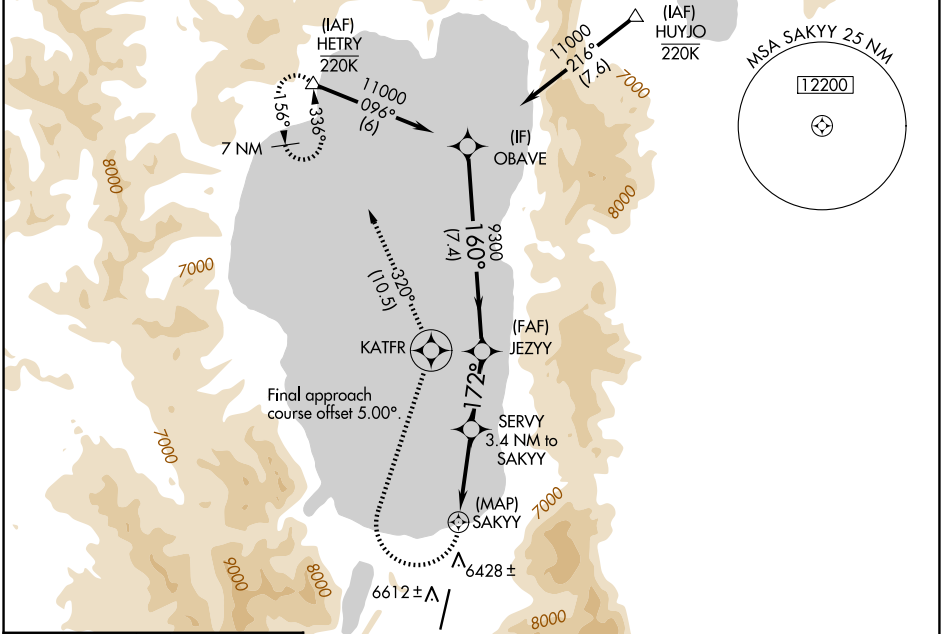 (IAF)
HETRY
220K
(IAF)
HUYJO
220K
MSA SAKYY 25 NM
12200
11000
216°
(7.6)
7000
11000
096°
(6)
156°
336°
7 NM
(IF)
OBAVE
8000
8000
9300
160°
(7.4)
7000
320°
(10.5)
(FAF)
JEZYY
KATFR
172°
Final approach
course offset 5.00°.
SERVY
3.4 NM to
SAKYY
7000
7000
(MAP)
SAKYY
6428 ±
6612 ±
9000
8000
8000